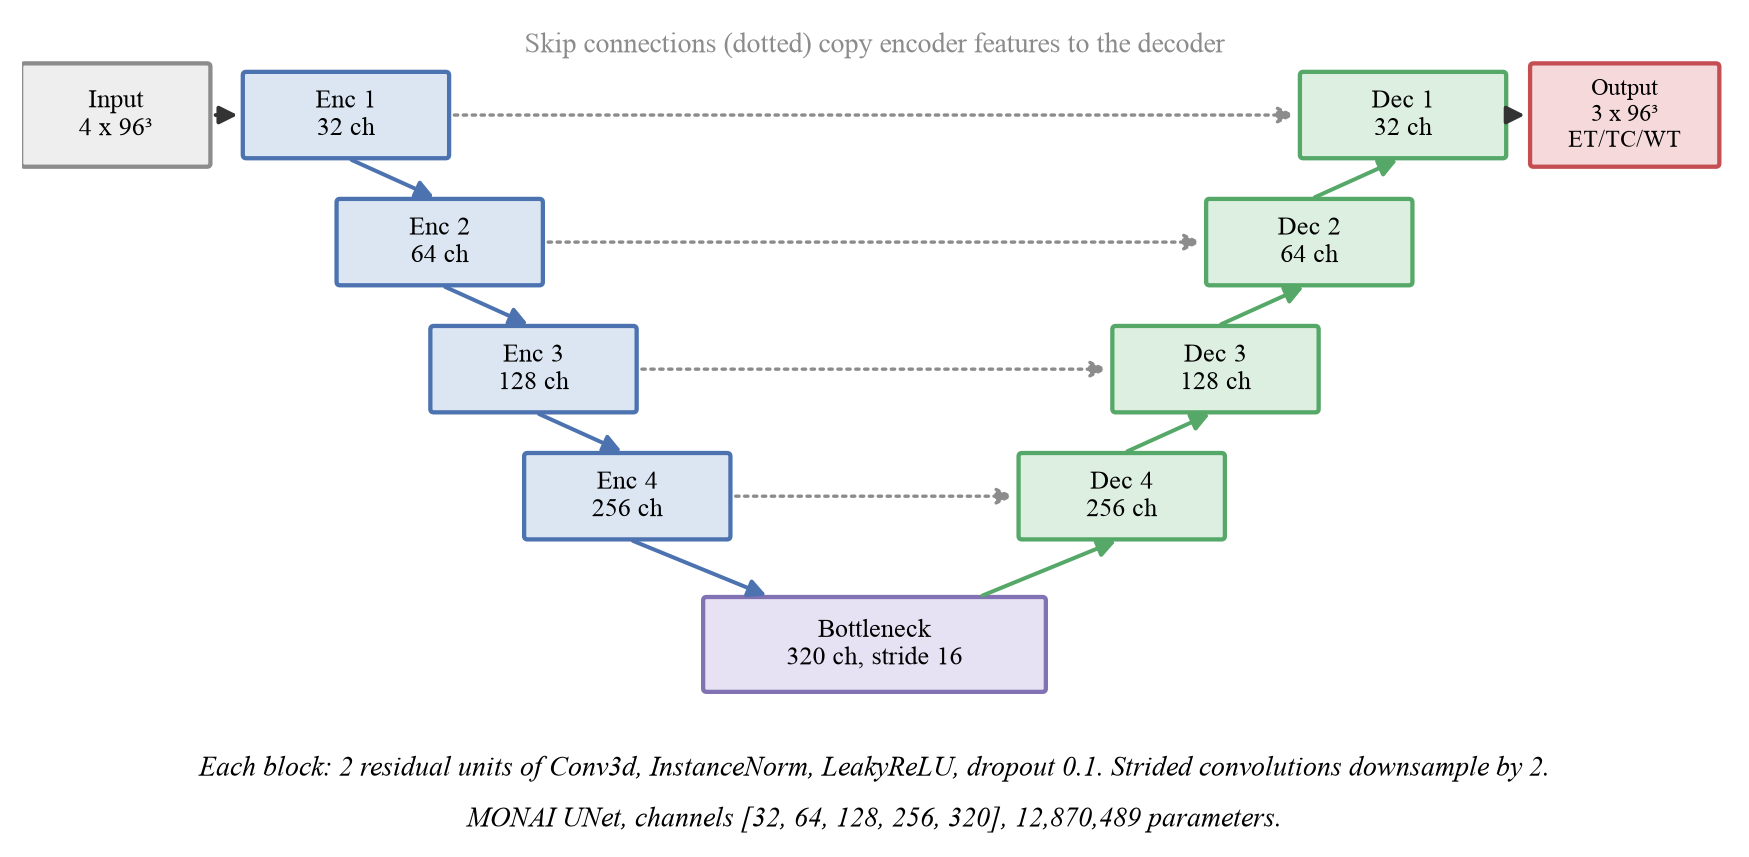 Skip connections (dotted) copy encoder features to the decoder
Input
4 x 96³
Enc 1
32 ch
Dec 1
32 ch
Output
3 x 96³
ET/TC/WT
Enc 2
64 ch
Dec 2
64 ch
Enc 3
128 ch
Dec 3
128 ch
Enc 4
256 ch
Dec 4
256 ch
Bottleneck
320 ch, stride 16
Each block: 2 residual units of Conv3d, InstanceNorm, LeakyReLU, dropout 0.1. Strided convolutions downsample by 2.
MONAI UNet, channels [32, 64, 128, 256, 320], 12,870,489 parameters.